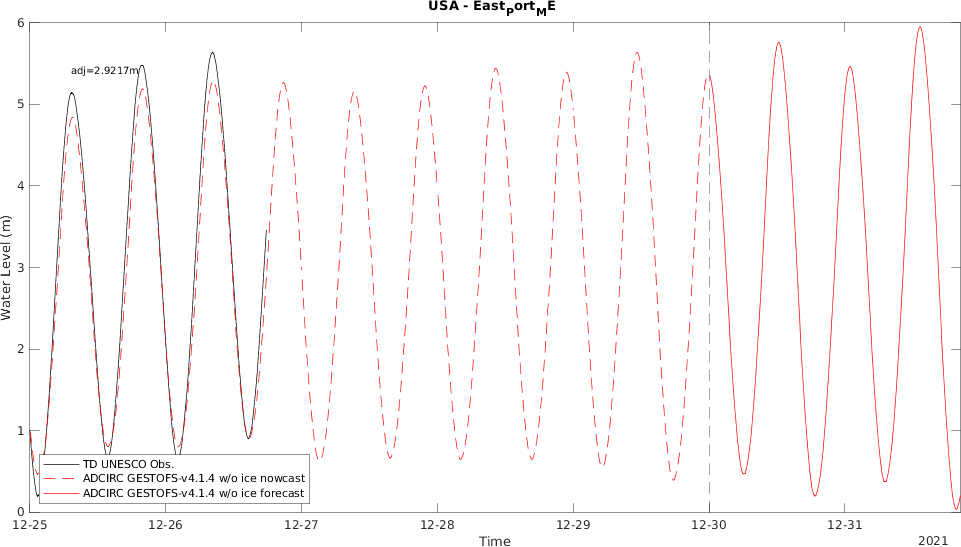 USA - East_Port_ME
adj=2.9217m
Water Level (m)
6
5
4
3
2
1
0
TD UNESCO Obs.
ADCIRC GESTOFS-v4.1.4 w/o ice nowcast
ADCIRC GESTOFS-v4.1.4 w/o ice forecast
12-25 12-26 12-27 12-28 12-29 12-30 12-31
Time
2021